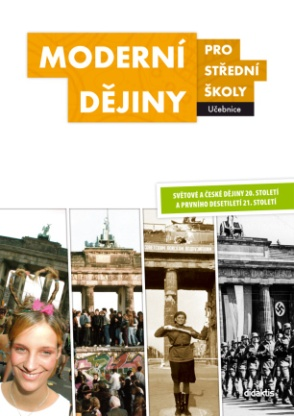 MODERNÍ
DĚJINY
PRO
STŘEDNÍ
ŠKOLY
Učebnice
SVĚTOVÉ A ČESKÉ DĚJINY 20. STOLETÍ
A PRVNÍHO DESETILETÍ 21. STOLETÍ
didaktis